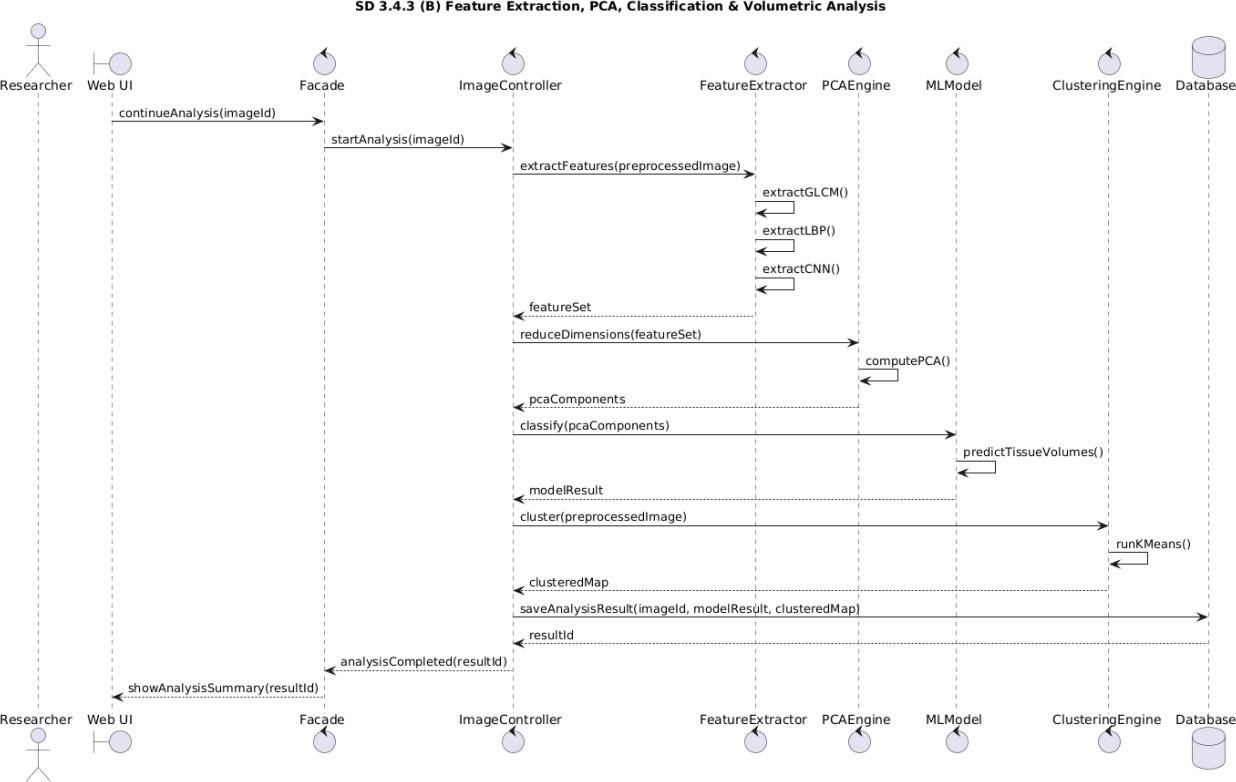 SD 3.4.3 (B) Feature Extraction, PCA, Classification & Volumetric Analysis
Researcher
Web UI
Facade
ImageController
FeatureExtractor
PCAEngine
MLModel
ClusteringEngine
Database
continueAnalysis(imageId)
startAnalysis(imageId)
extractFeatures(preprocessedImage)
extractGLCM()
extractLBP()
extractCNN()
featureSet
reduceDimensions(featureSet)
computePCA()
pcaComponents
classify(pcaComponents)
predictTissueVolumes()
modelResult
cluster(preprocessedImage)
runKMeans()
clusteredMap
saveAnalysisResult(imageId, modelResult, clusteredMap)
resultId
analysisCompleted(resultId)
showAnalysisSummary(resultId)
Researcher
Web UI
Facade
ImageController
FeatureExtractor
PCAEngine
MLModel
ClusteringEngine
Database